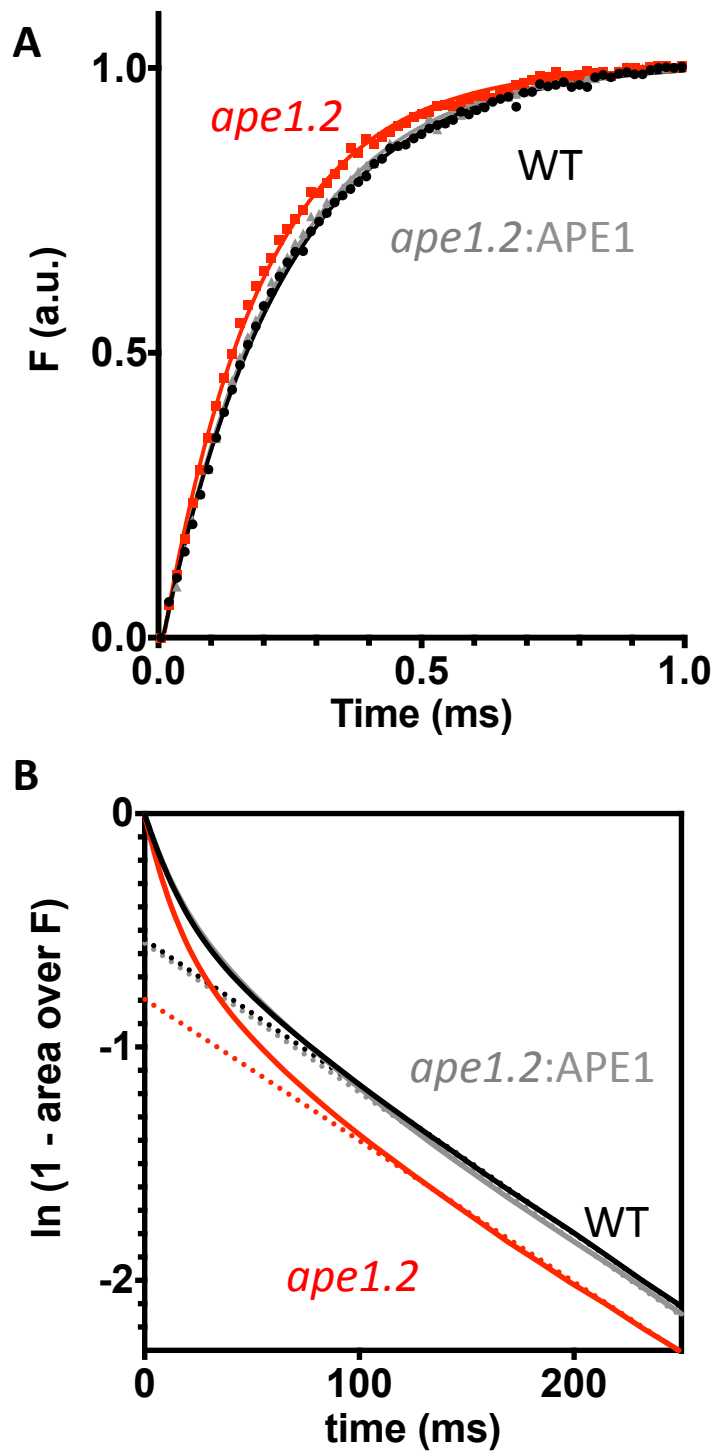 A
1.0
ape1.2
WT
ape1.2:APE1
F (a.u.)
0.5
0.0
0.0 0.5 1.0
Time (ms)
B
0
ln (1 - area over F)
-1
ape1.2:APE1
WT
ape1.2
-2
0 100 200
time (ms)